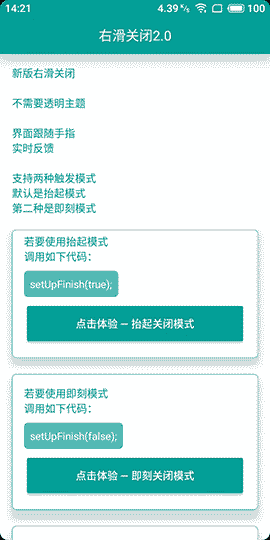 14:21
4.39 K/s
100
右滑关闭2.0
新版右滑关闭
不需要透明主题
界面跟随手指
实时反馈
支持两种触发模式
默认是抬起模式
第二种是即刻模式
若要使用抬起模式
调用如下代码：
setUpFinish(true);
点击体验 — 抬起关闭模式
若要使用即刻模式
调用如下代码：
setUpFinish(false);
点击体验 — 即刻关闭模式